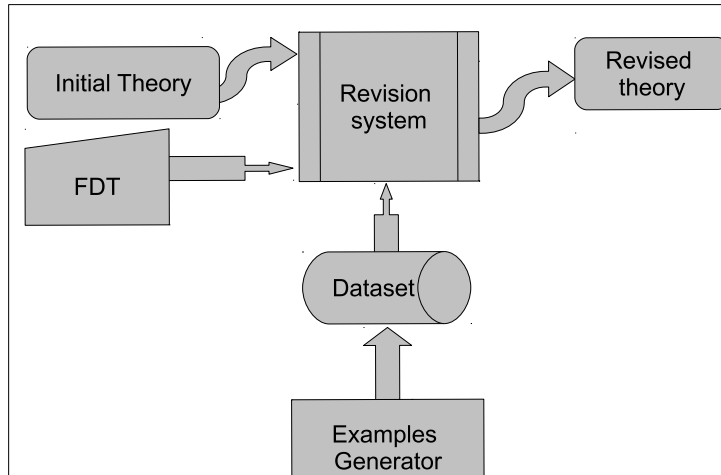 Initial Theory
Revision
system
Revised
theory
FDT
Dataset
Examples
Generator